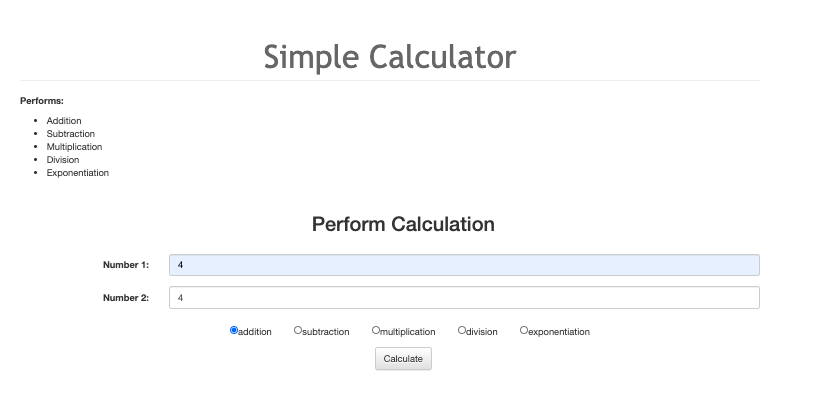 Simple Calculator
Performs:
Addition
Subtraction
Multiplication
Division
Exponentiation
Perform Calculation
Number 1: 4
Number 2: 4
addition subtraction multiplication division exponentiation
Calculate